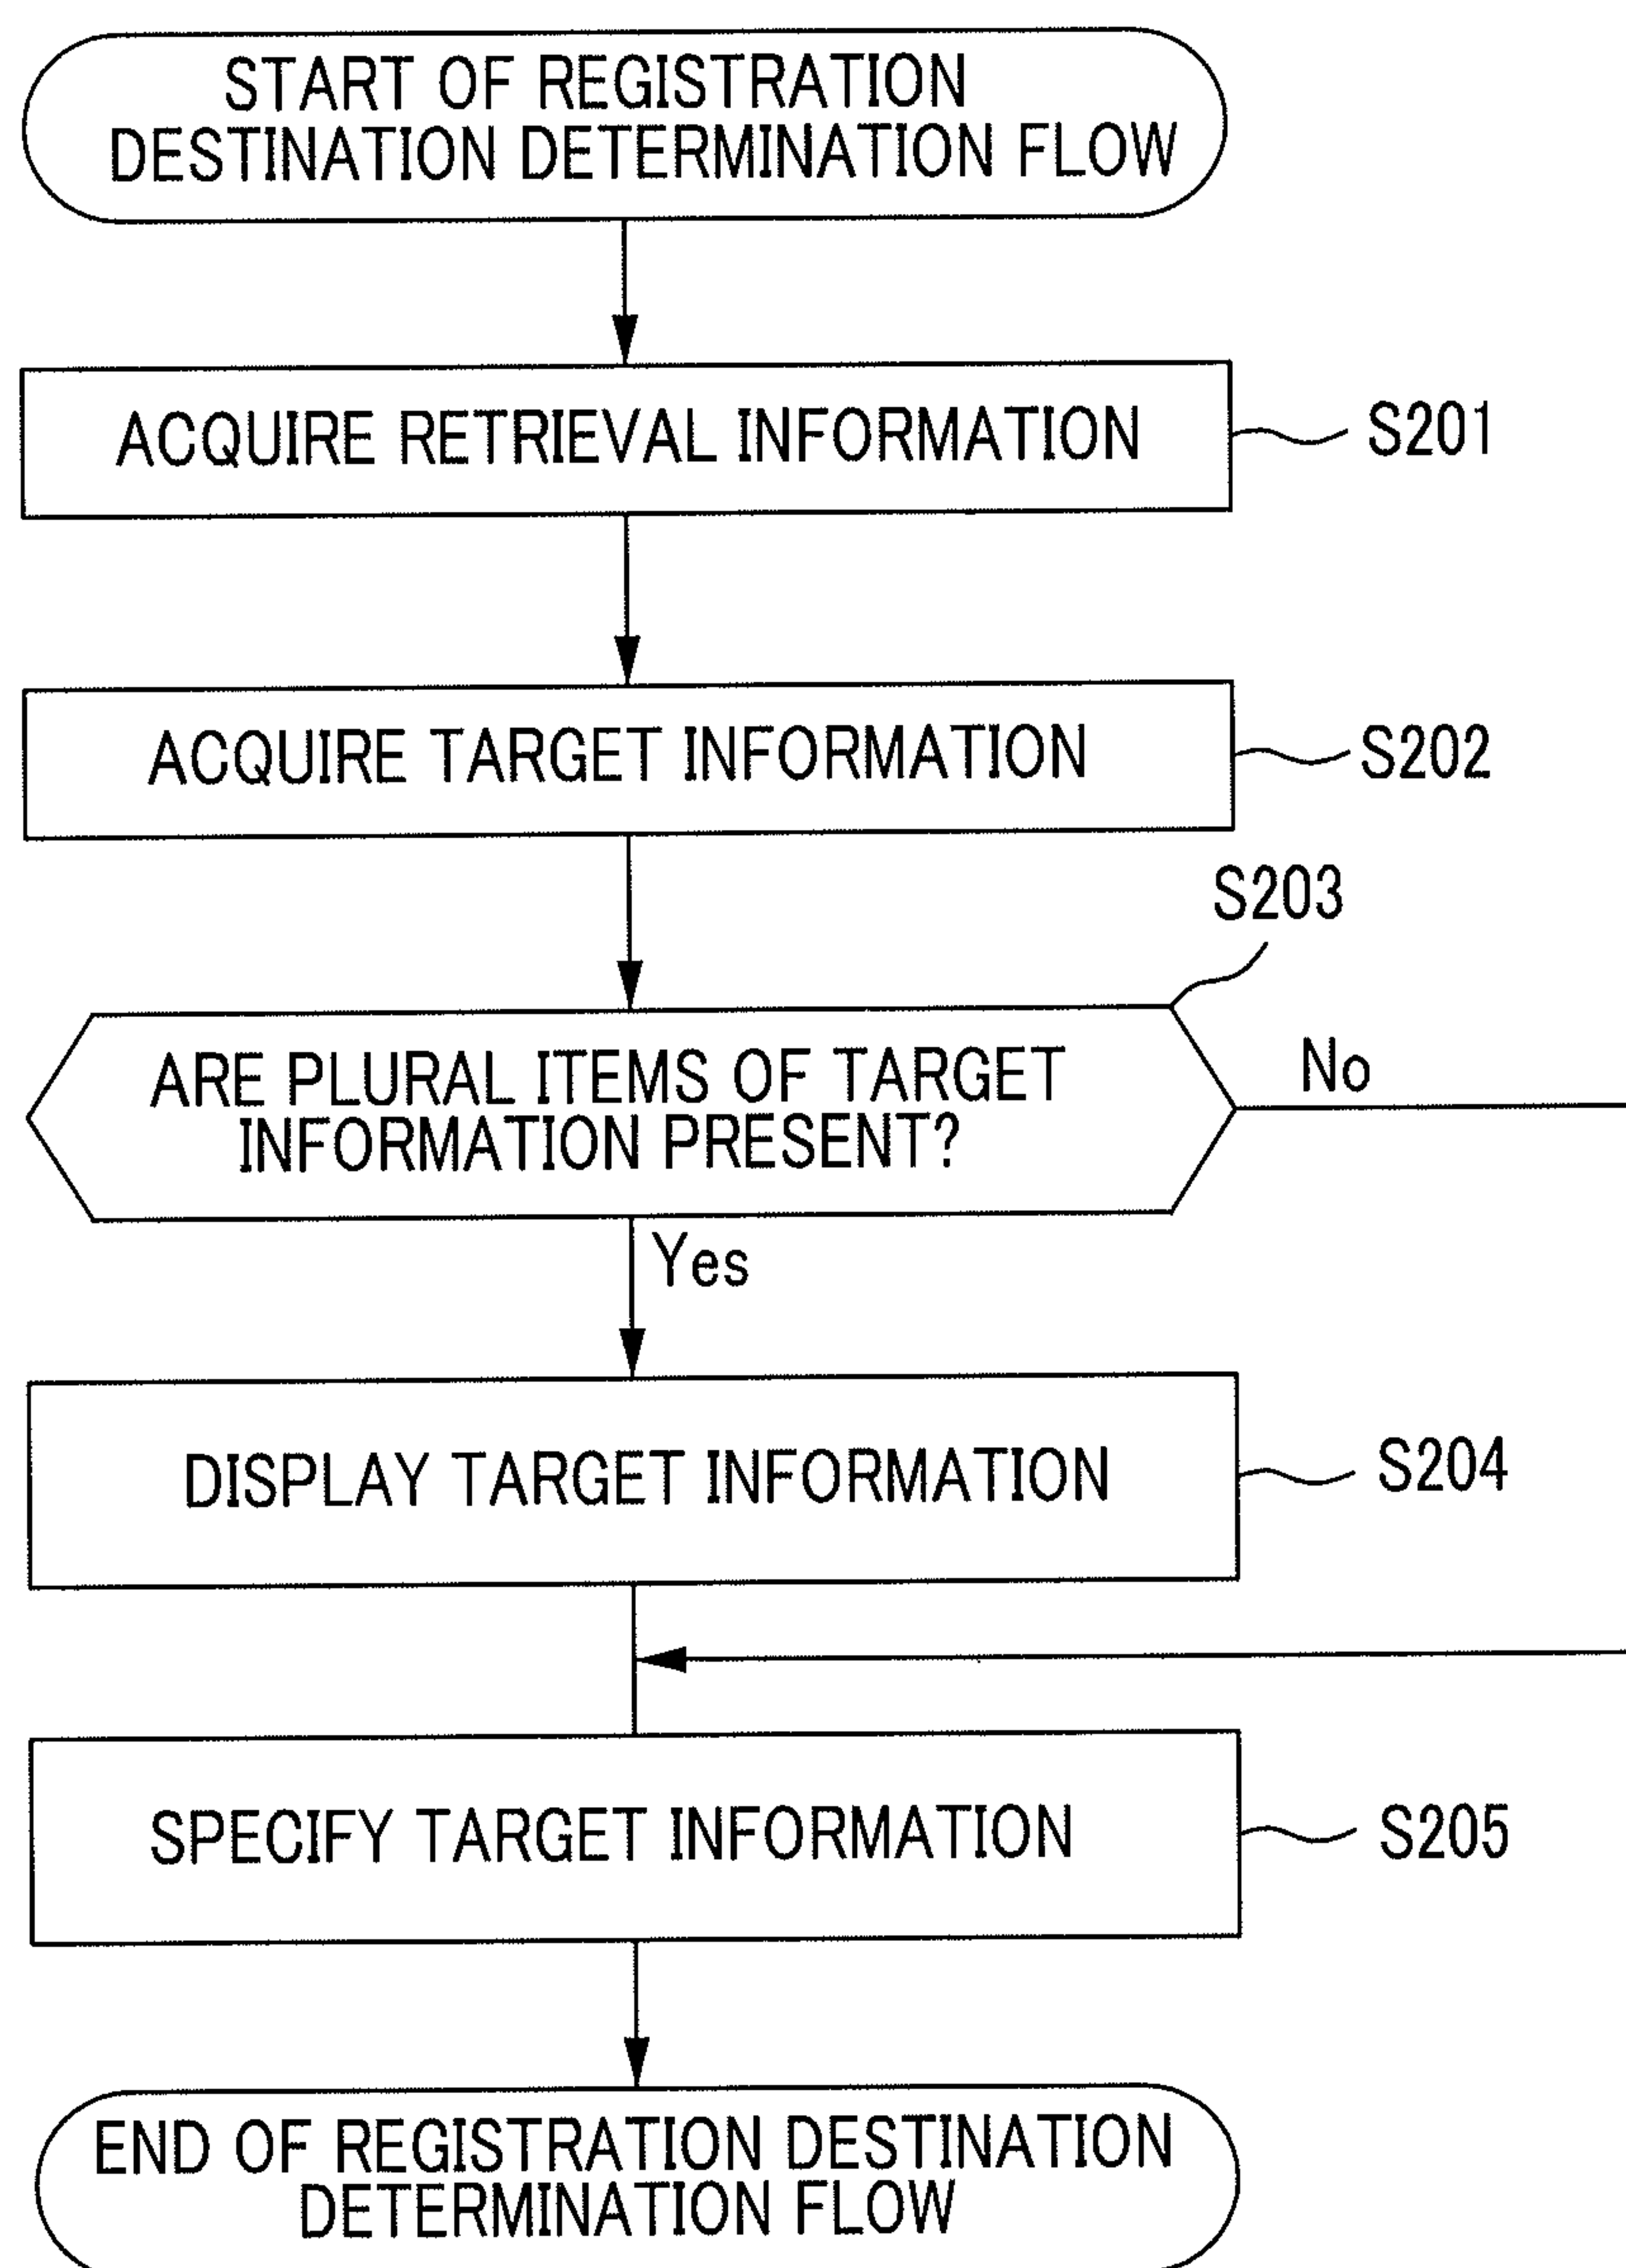 START OF REGISTRATION
DESTINATION DETERMINATION FLOW
ACQUIRE RETRIEVAL INFORMATION
S201
ACQUIRE TARGET INFORMATION
S202
S203
ARE PLURAL ITEMS OF TARGET
INFORMATION PRESENT?
No
Yes
DISPLAY TARGET INFORMATION
S204
SPECIFY TARGET INFORMATION
S205
END OF REGISTRATION DESTINATION
DETERMINATION FLOW